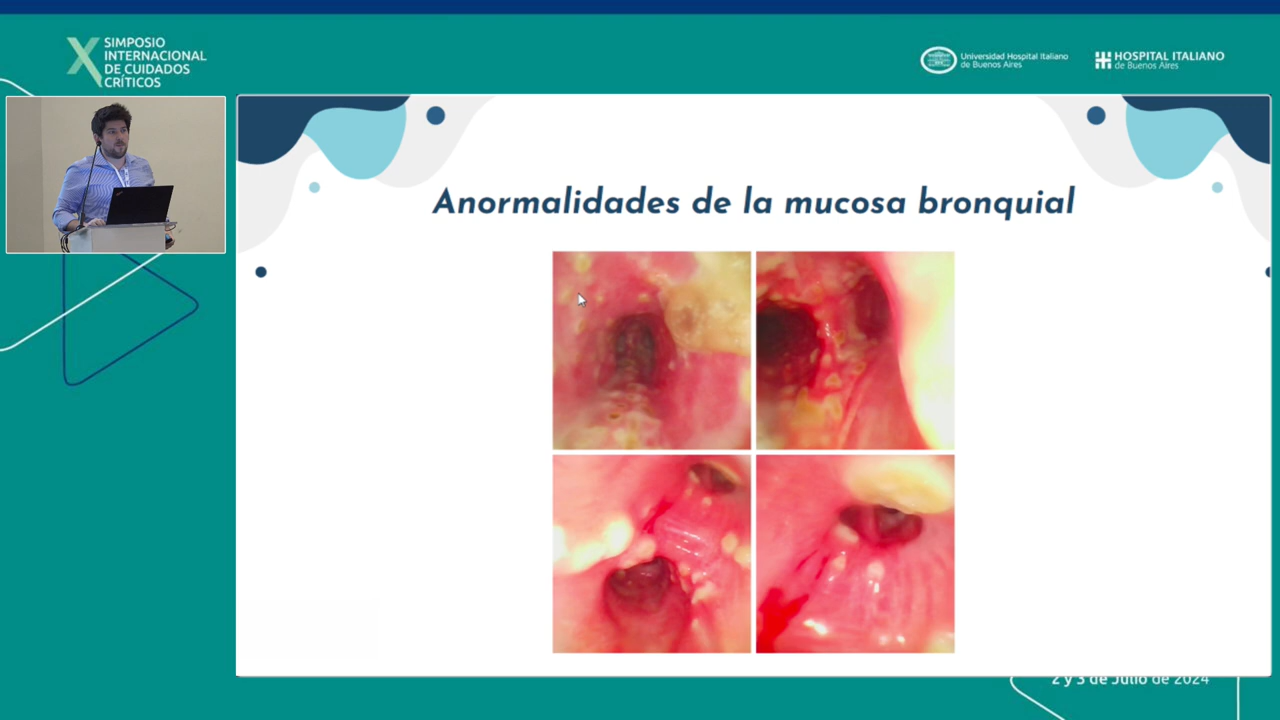 SIMPOSIO
INTERNACIONAL
DE CUIDADOS
CRÍTICOS
Universidad Hospital Italiano
de Buenos Aires
HOSPITAL ITALIANO
de Buenos Aires
Anormalidades de la mucosa bronquial
2 y 3 de Julio de 2024